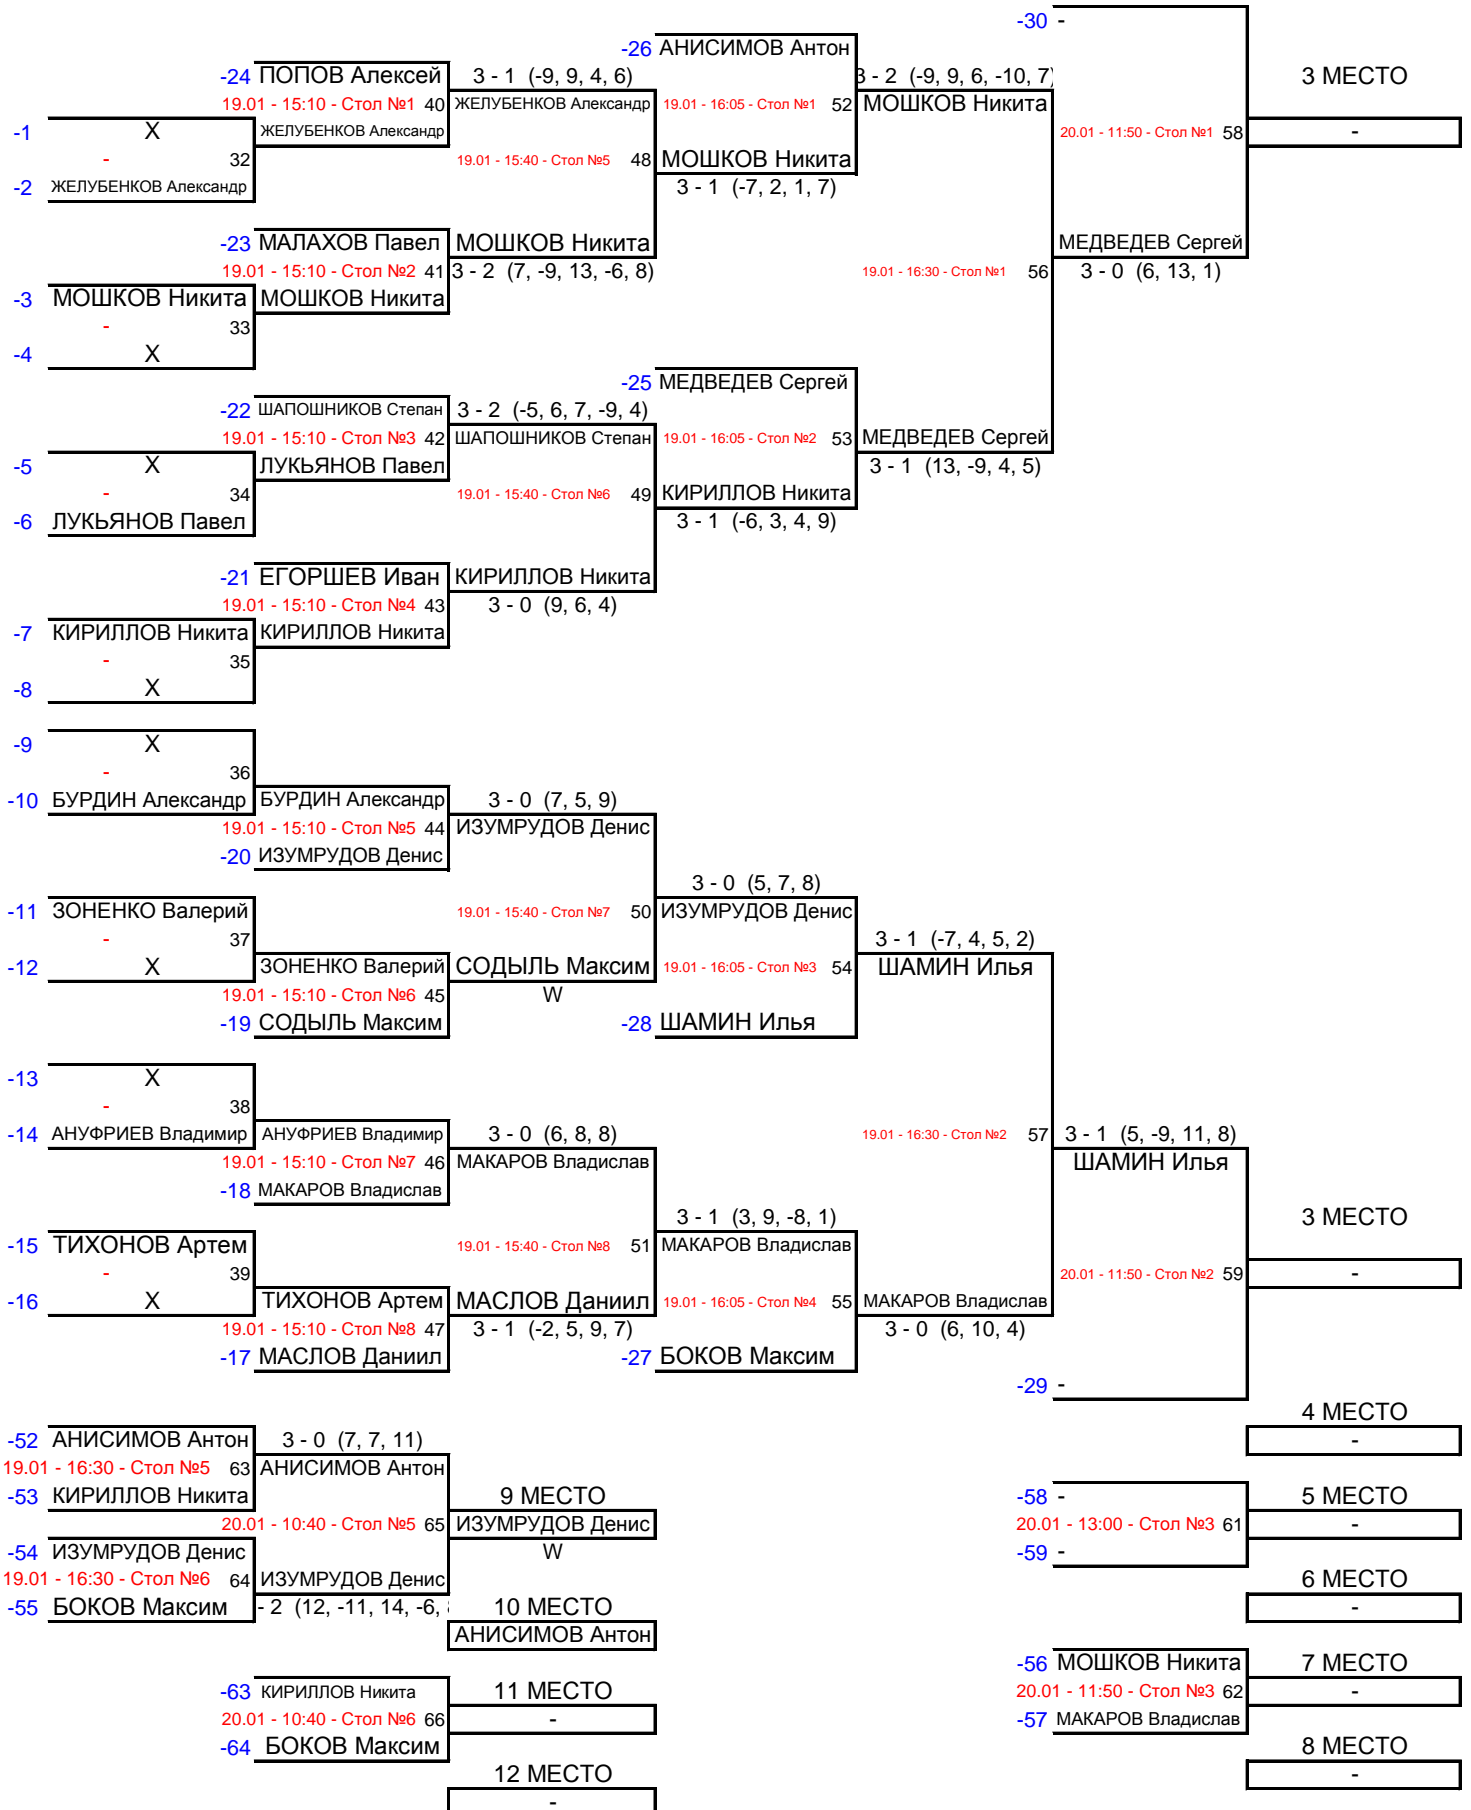 -30 -
-26 АНИСИМОВ Антон
-24 ПОПОВ Алексей 3 - 1 (-9, 9, 4, 6) 3 - 2 (-9, 9, 6, -10, 7) 3 МЕСТО
19.01 - 15:10 - Стол №1 40 ЖЕЛУБЕНКОВ Александр 19.01 - 16:05 - Стол №1 52 МОШКОВ Никита
-1 X ЖЕЛУБЕНКОВ Александр 20.01 - 11:50 - Стол №1 58 -
- 32 19.01 - 15:40 - Стол №5 48 МОШКОВ Никита
-2 ЖЕЛУБЕНКОВ Александр 3 - 1 (-7, 2, 1, 7)
-23 МАЛАХОВ Павел МОШКОВ Никита МЕДВЕДЕВ Сергей
19.01 - 15:10 - Стол №2 41 3 - 2 (7, -9, 13, -6, 8) 19.01 - 16:30 - Стол №1 56 3 - 0 (6, 13, 1)
-3 МОШКОВ Никита МОШКОВ Никита
- 33
-4 X
-25 МЕДВЕДЕВ Сергей
-22 ШАПОШНИКОВ Степан 3 - 2 (-5, 6, 7, -9, 4)
19.01 - 15:10 - Стол №3 42 ШАПОШНИКОВ Степан 19.01 - 16:05 - Стол №2 53 МЕДВЕДЕВ Сергей
-5 X ЛУКЬЯНОВ Павел 3 - 1 (13, -9, 4, 5)
- 34 19.01 - 15:40 - Стол №6 49 КИРИЛЛОВ Никита
-6 ЛУКЬЯНОВ Павел 3 - 1 (-6, 3, 4, 9)
-21 ЕГОРШЕВ Иван КИРИЛЛОВ Никита
19.01 - 15:10 - Стол №4 43 3 - 0 (9, 6, 4)
-7 КИРИЛЛОВ Никита КИРИЛЛОВ Никита
- 35
-8 X
-9 X
- 36
-10 БУРДИН Александр БУРДИН Александр 3 - 0 (7, 5, 9)
19.01 - 15:10 - Стол №5 44 ИЗУМРУДОВ Денис
-20 ИЗУМРУДОВ Денис
3 - 0 (5, 7, 8)
-11 ЗОНЕНКО Валерий 19.01 - 15:40 - Стол №7 50 ИЗУМРУДОВ Денис
- 37 3 - 1 (-7, 4, 5, 2)
-12 X ЗОНЕНКО Валерий СОДЫЛЬ Максим 19.01 - 16:05 - Стол №3 54 ШАМИН Илья
19.01 - 15:10 - Стол №6 45 W
-19 СОДЫЛЬ Максим -28 ШАМИН Илья
-13 X
- 38
-14 АНУФРИЕВ Владимир АНУФРИЕВ Владимир 3 - 0 (6, 8, 8) 19.01 - 16:30 - Стол №2 57 3 - 1 (5, -9, 11, 8)
19.01 - 15:10 - Стол №7 46 МАКАРОВ Владислав ШАМИН Илья
-18 МАКАРОВ Владислав
3 - 1 (3, 9, -8, 1) 3 МЕСТО
-15 ТИХОНОВ Артем 19.01 - 15:40 - Стол №8 51 МАКАРОВ Владислав
- 39 20.01 - 11:50 - Стол №2 59 -
-16 X ТИХОНОВ Артем МАСЛОВ Даниил 19.01 - 16:05 - Стол №4 55 МАКАРОВ Владислав
19.01 - 15:10 - Стол №8 47 3 - 1 (-2, 5, 9, 7) 3 - 0 (6, 10, 4)
-17 МАСЛОВ Даниил -27 БОКОВ Максим
-29 -
4 МЕСТО
-52 АНИСИМОВ Антон 3 - 0 (7, 7, 11) -
19.01 - 16:30 - Стол №5 63 АНИСИМОВ Антон
-53 КИРИЛЛОВ Никита 9 МЕСТО -58 - 5 МЕСТО
20.01 - 10:40 - Стол №5 65 ИЗУМРУДОВ Денис 20.01 - 13:00 - Стол №3 61 -
-54 ИЗУМРУДОВ Денис W -59 -
19.01 - 16:30 - Стол №6 64 ИЗУМРУДОВ Денис 6 МЕСТО
-55 БОКОВ Максим - 2 (12, -11, 14, -6, 10 МЕСТО -
АНИСИМОВ Антон
-56 МОШКОВ Никита 7 МЕСТО
-63 КИРИЛЛОВ Никита 11 МЕСТО 20.01 - 11:50 - Стол №3 62 -
20.01 - 10:40 - Стол №6 66 - -57 МАКАРОВ Владислав
-64 БОКОВ Максим 8 МЕСТО
12 МЕСТО -
-